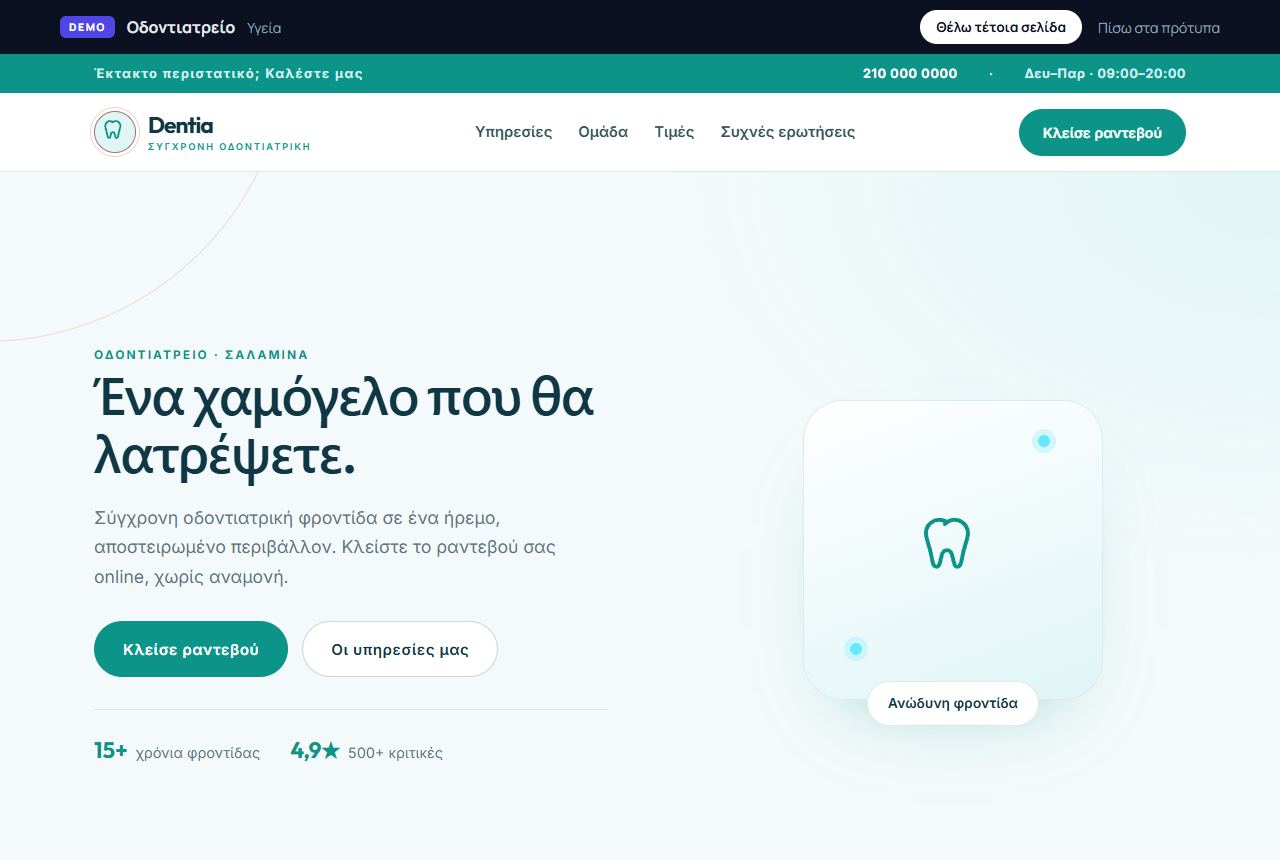 DEMO Οδοντιατρείο Υγεία Θέλω τέτοια σελίδα Πίσω στα πρότυπα
Έκτακτο περιστατικό; Καλέστε μας 210 000 0000 · Δευ–Παρ · 09:00–20:00
Dentia
ΣΥΓΧΡΟΝΗ ΟΔΟΝΤΙΑΤΡΙΚΗ
Υπηρεσίες Ομάδα Τιμές Συχνές ερωτήσεις Κλείσε ραντεβού
ΟΔΟΝΤΙΑΤΡΕΙΟ · ΣΑΛΑΜΙΝΑ
Ένα χαμόγελο που θα
λατρέψετε.
Σύγχρονη οδοντιατρική φροντίδα σε ένα ήρεμο,
αποστειρωμένο περιβάλλον. Κλείστε το ραντεβού σας
online, χωρίς αναμονή.
Κλείσε ραντεβού Οι υπηρεσίες μας
Ανώδυνη φροντίδα
15+ χρόνια φροντίδας 4,9★ 500+ κριτικές